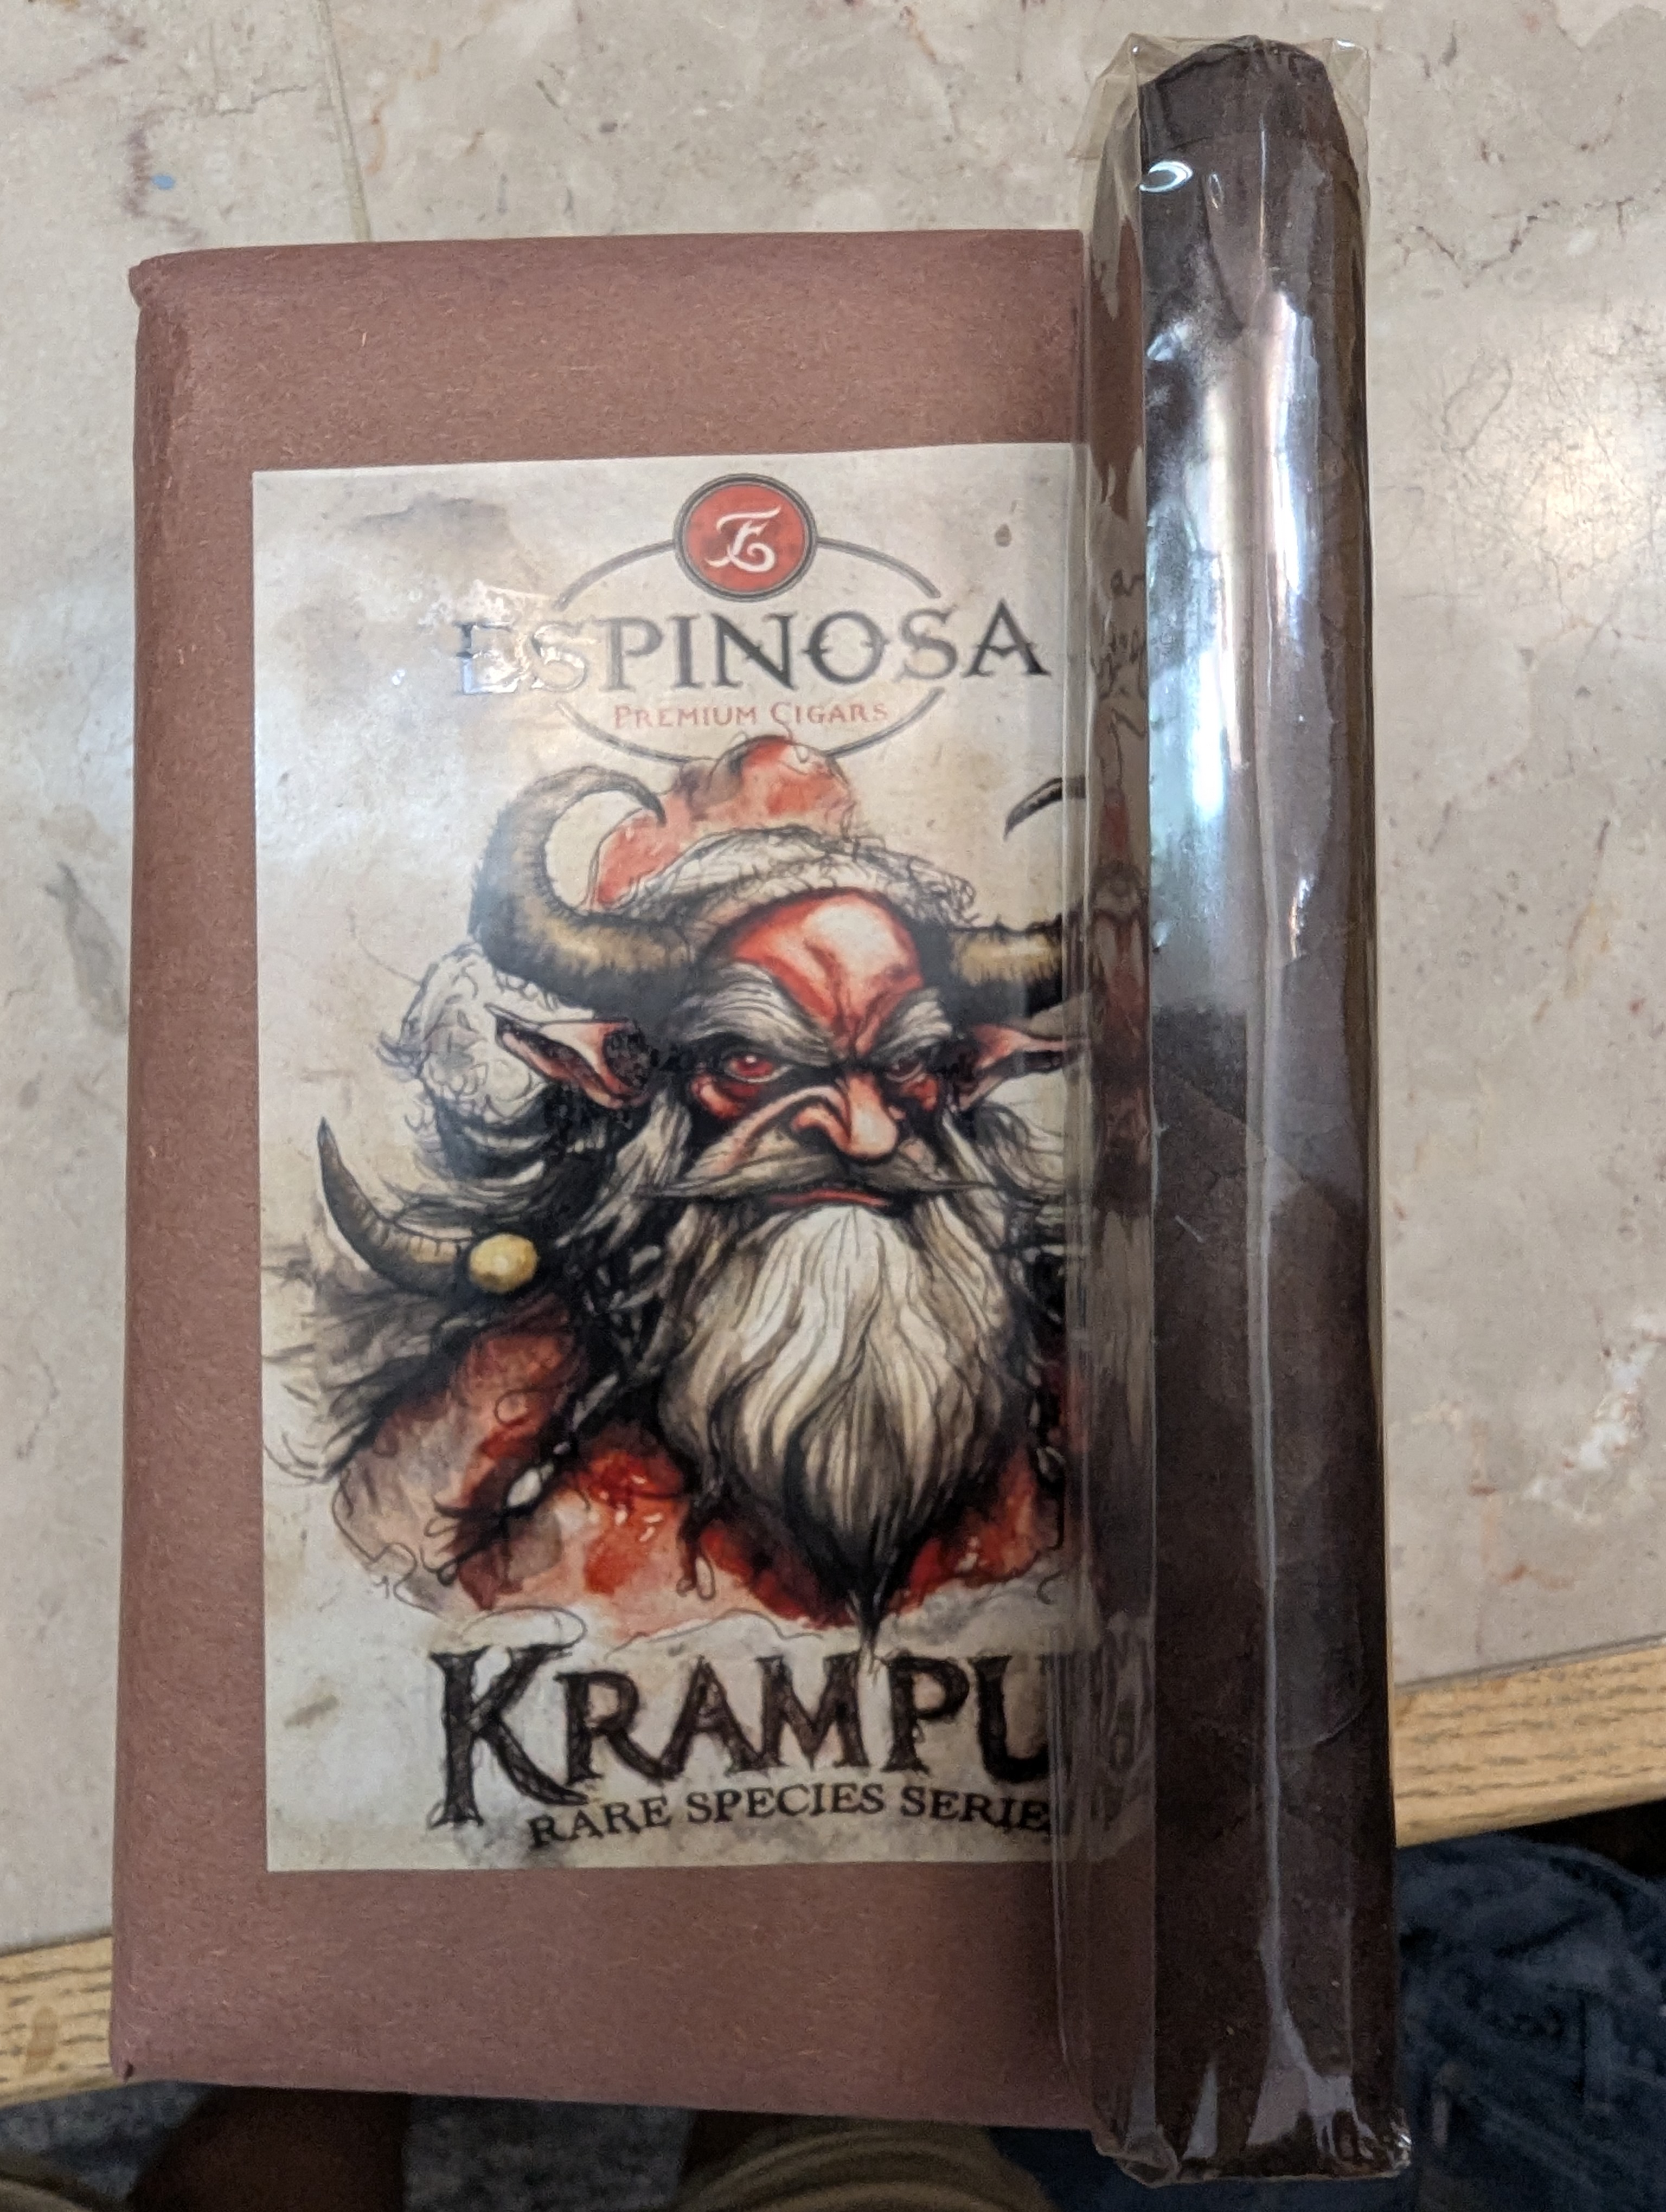 E
ESPINOSA
PREMIUM CIGARS
KRAMPU
RARE SPECIES SERIE